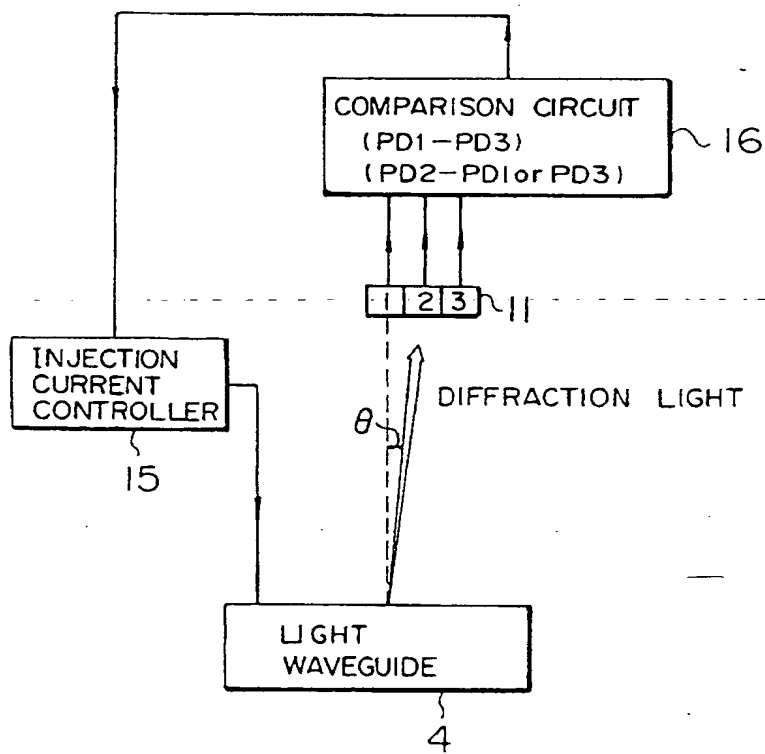 COMPARISON CIRCUIT
(PD1-PD3)
(PD2-PD1 or PD3)
16
1 2 3
11
INJECTION
CURRENT
CONTROLLER
15
DIFFRACTION LIGHT
θ
LIGHT
WAVEGUIDE
4